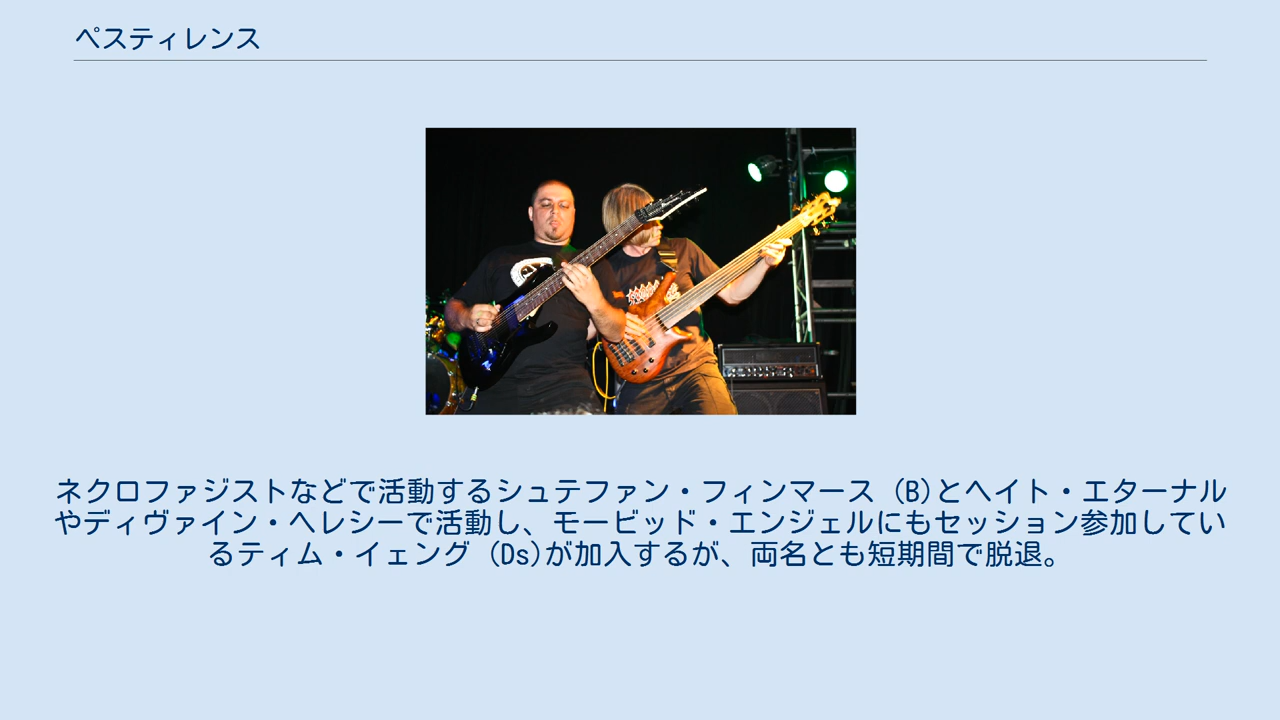 ペスティレンス
ネクロファジストなどで活動するシュテファン・フィンマース (B)とヘイト・エターナル
やディヴァイン・ヘレシーで活動し、モービッド・エンジェルにもセッション参加してい
るティム・イェング (Ds)が加入するが、両名とも短期間で脱退。